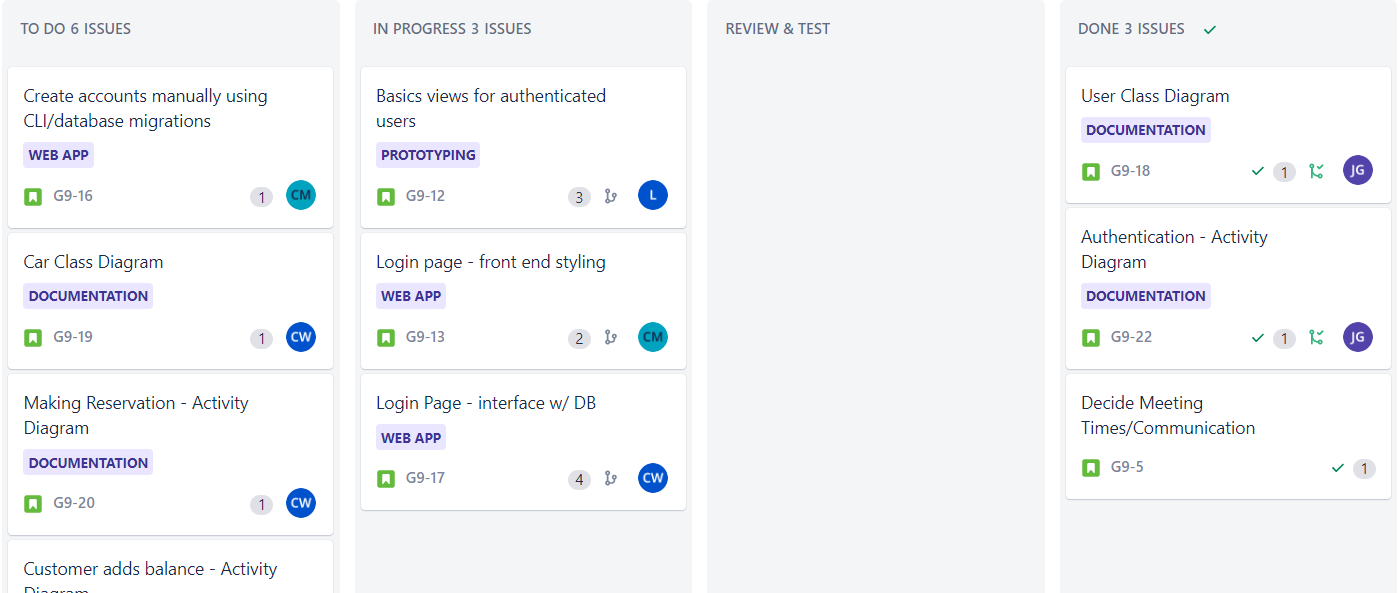 TO DO 6 ISSUES
Create accounts manually using
CLI/database migrations
WEB APP
G9-16 1 CM
Car Class Diagram
DOCUMENTATION
G9-19 1 CW
Making Reservation - Activity
Diagram
DOCUMENTATION
G9-20 1 CW
Customer adds balance - Activity
Diagram
IN PROGRESS 3 ISSUES
Basics views for authenticated
users
PROTOTYPING
G9-12 3 L
Login page - front end styling
WEB APP
G9-13 2 CM
Login Page - interface w/ DB
WEB APP
G9-17 4 CW
REVIEW & TEST
DONE 3 ISSUES
User Class Diagram
DOCUMENTATION
G9-18 1 JG
Authentication - Activity
Diagram
DOCUMENTATION
G9-22 1 JG
Decide Meeting
Times/Communication
G9-5 1